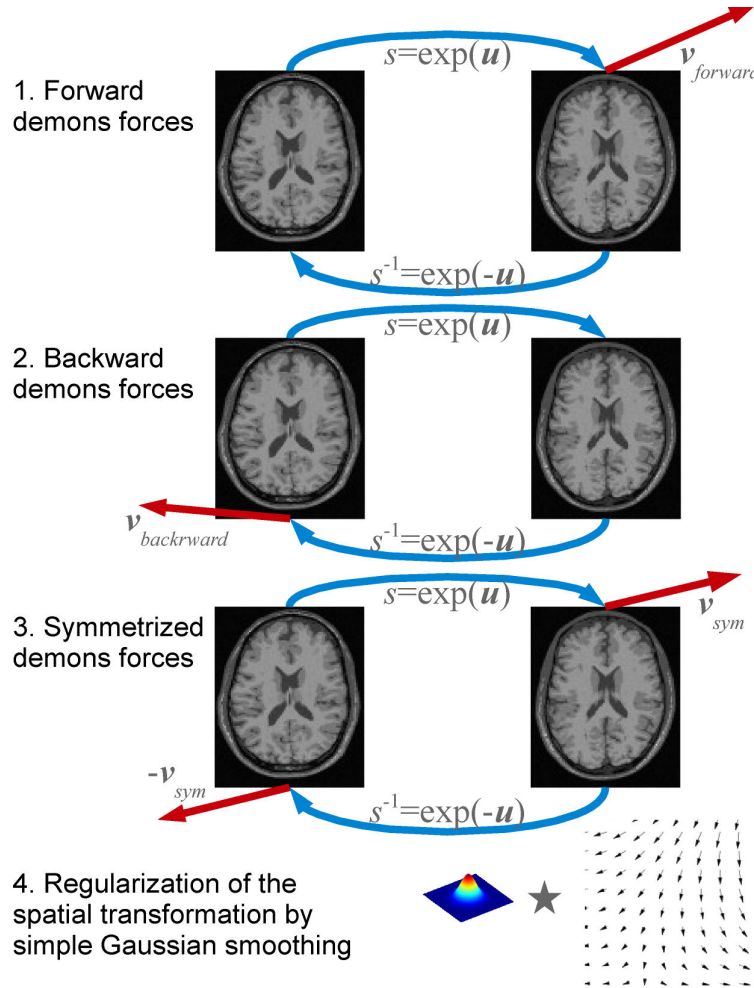 s=exp(u)
v forward
1. Forward
demons forces
s⁻¹=exp(-u)
s=exp(u)
2. Backward
demons forces
v backrward
s⁻¹=exp(-u)
s=exp(u)
v sym
3. Symmetrized
demons forces
-v sym
s⁻¹=exp(-u)
4. Regularization of the
spatial transformation by
simple Gaussian smoothing